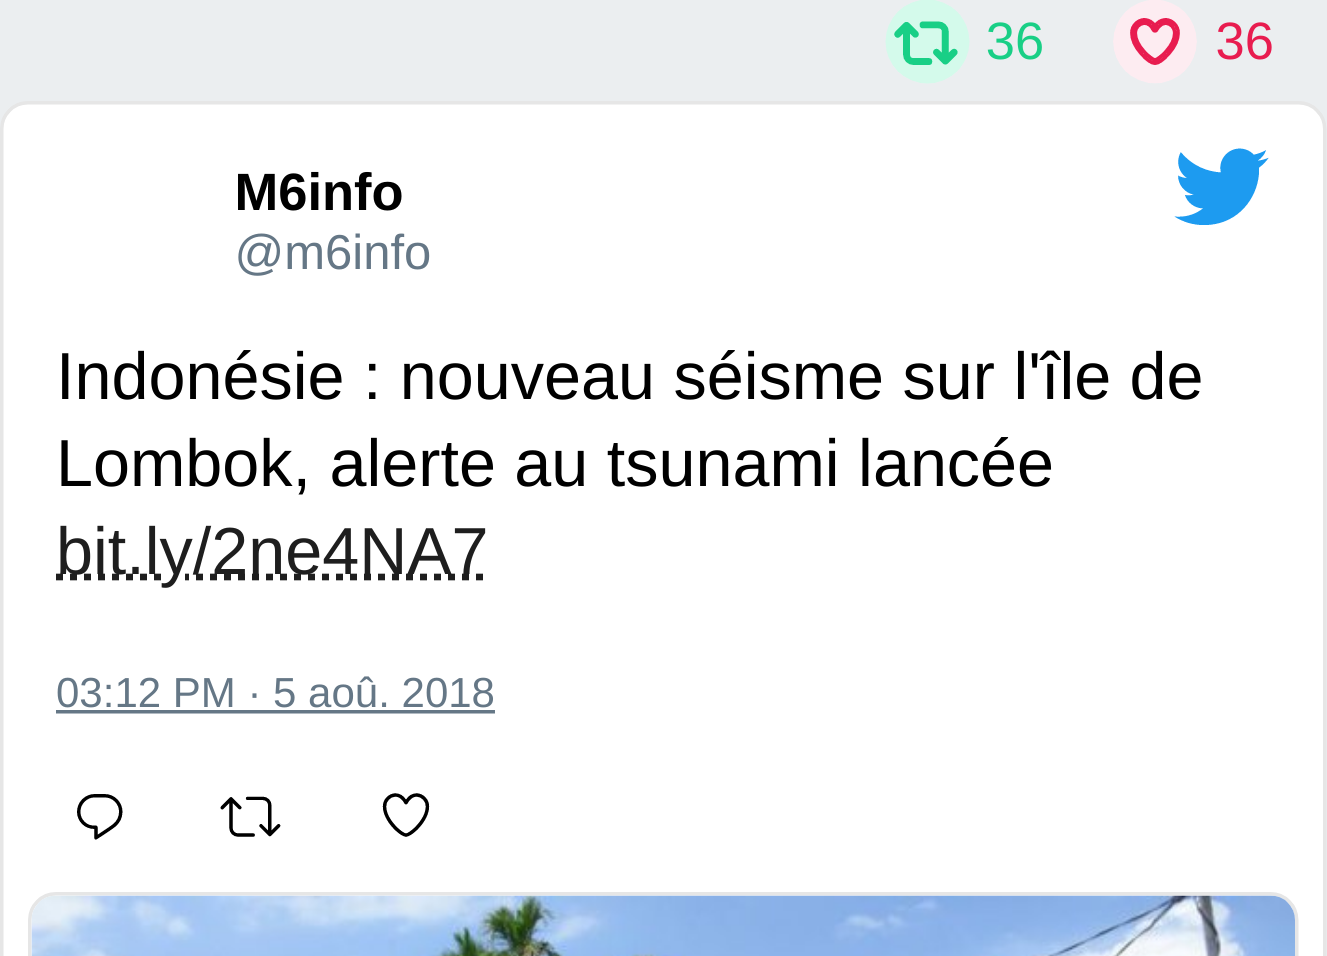 36 36
M6info
@m6info
Indonésie : nouveau séisme sur l'île de
Lombok, alerte au tsunami lancée
bit.ly/2ne4NA7
03:12 PM · 5 aoû. 2018